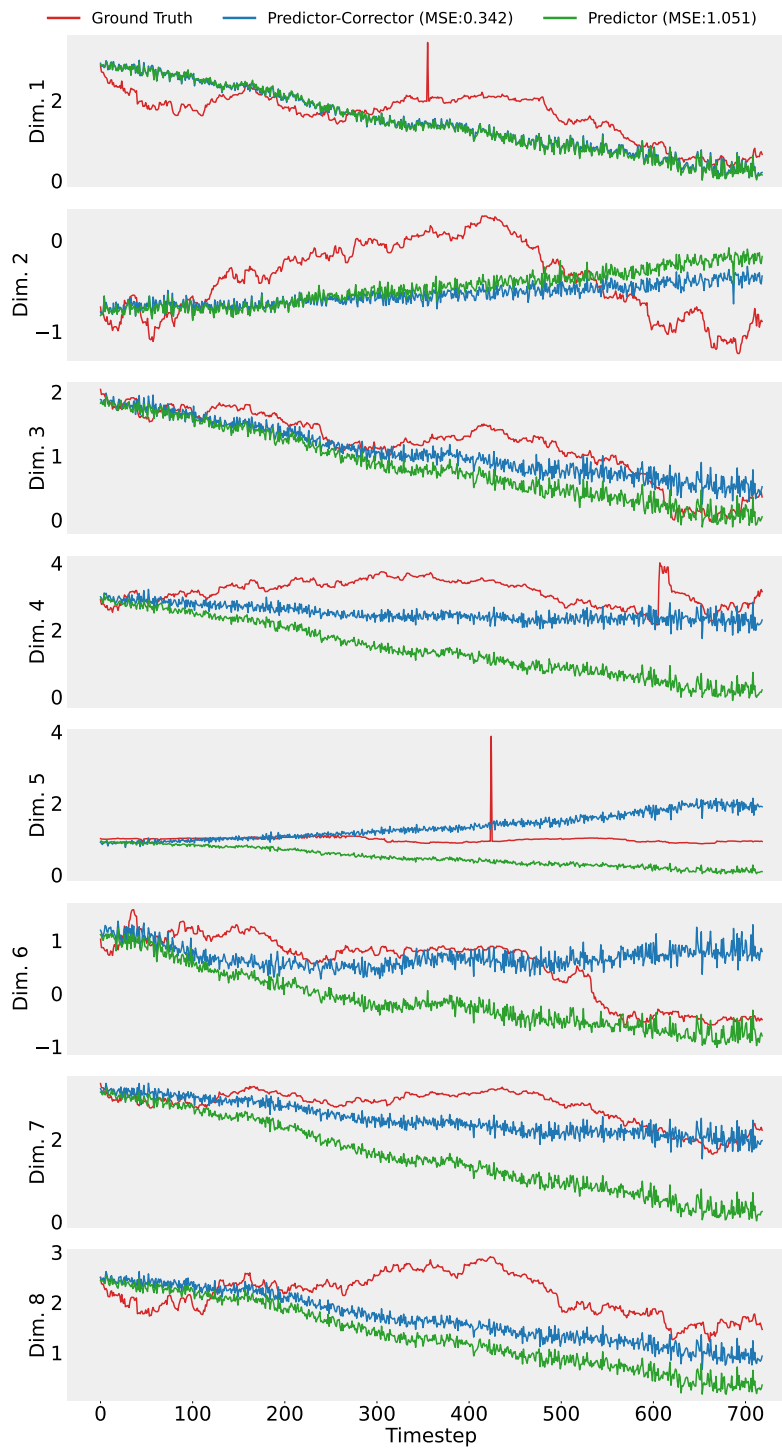 Ground Truth Predictor-Corrector (MSE:0.342) Predictor (MSE:1.051)
Dim. 1
2
0
Dim. 2
0
−1
Dim. 3
2
1
0
Dim. 4
4
2
0
Dim. 5
4
2
0
Dim. 6
1
0
−1
Dim. 7
2
0
Dim. 8
3
2
1
0 100 200 300 400 500 600 700
Timestep